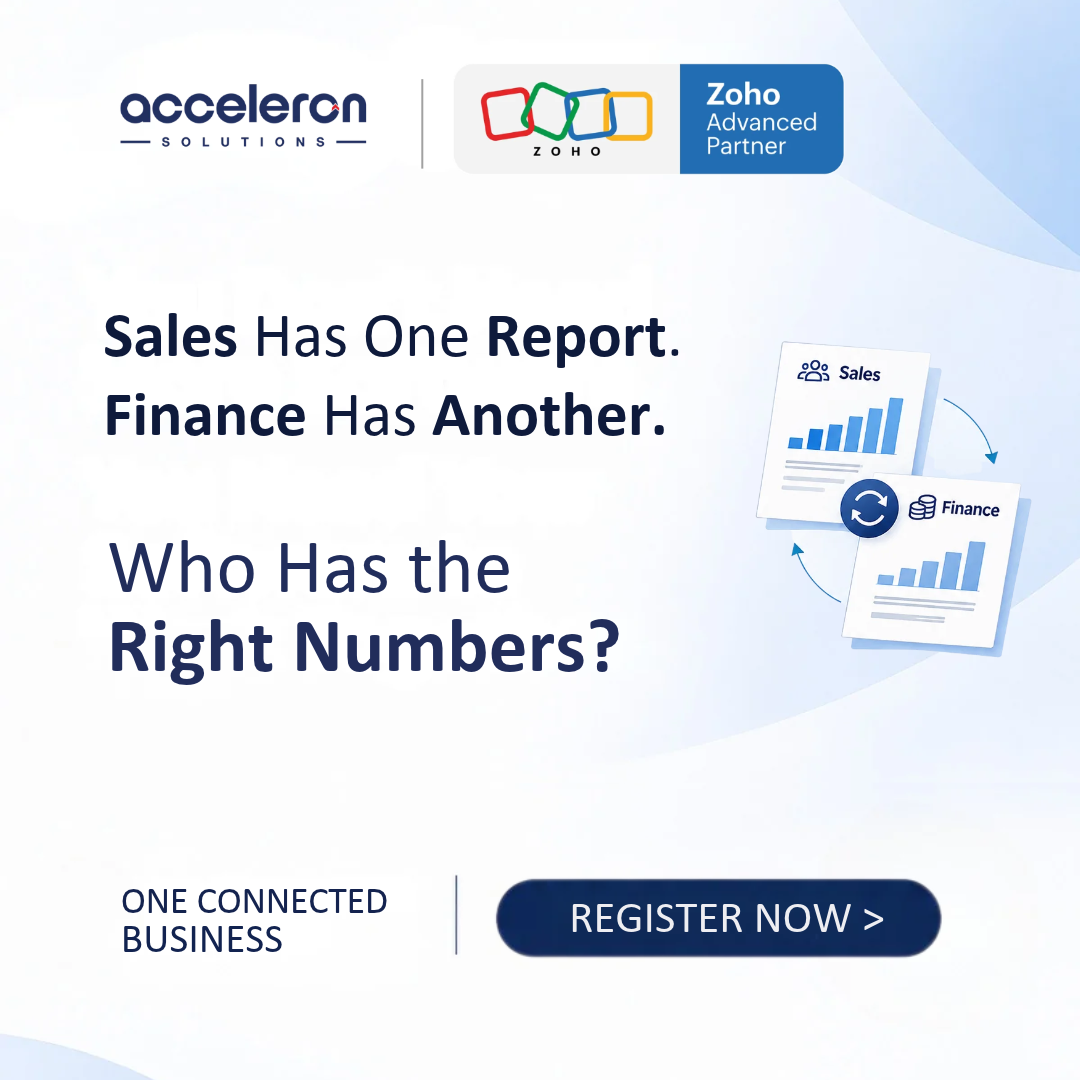 acceleron
SOLUTIONS
ZOHO
Zoho
Advanced
Partner
Sales Has One Report.
Finance Has Another.
Sales
Finance
Who Has the
Right Numbers?
ONE CONNECTED
BUSINESS
REGISTER NOW >